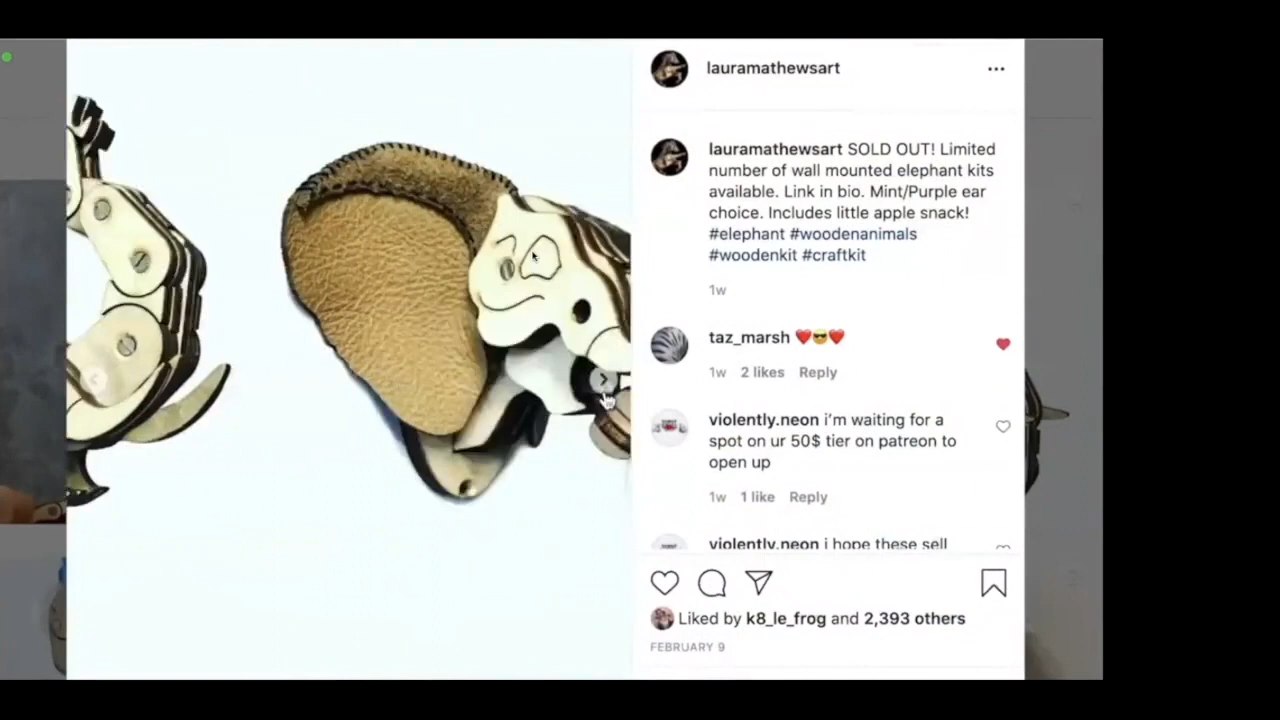 lauramathewsart
lauramathewsart SOLD OUT! Limited
number of wall mounted elephant kits
available. Link in bio. Mint/Purple ear
choice. Includes little apple snack!
#elephant #woodenanimals
#woodenkit #craftkit
1w
taz_marsh ❤️😎❤️
1w 2 likes Reply
violently.neon i’m waiting for a
spot on ur 50$ tier on patreon to
open up
1w 1 like Reply
violently.neon i hope these sell
Liked by k8_le_frog and 2,393 others
FEBRUARY 9